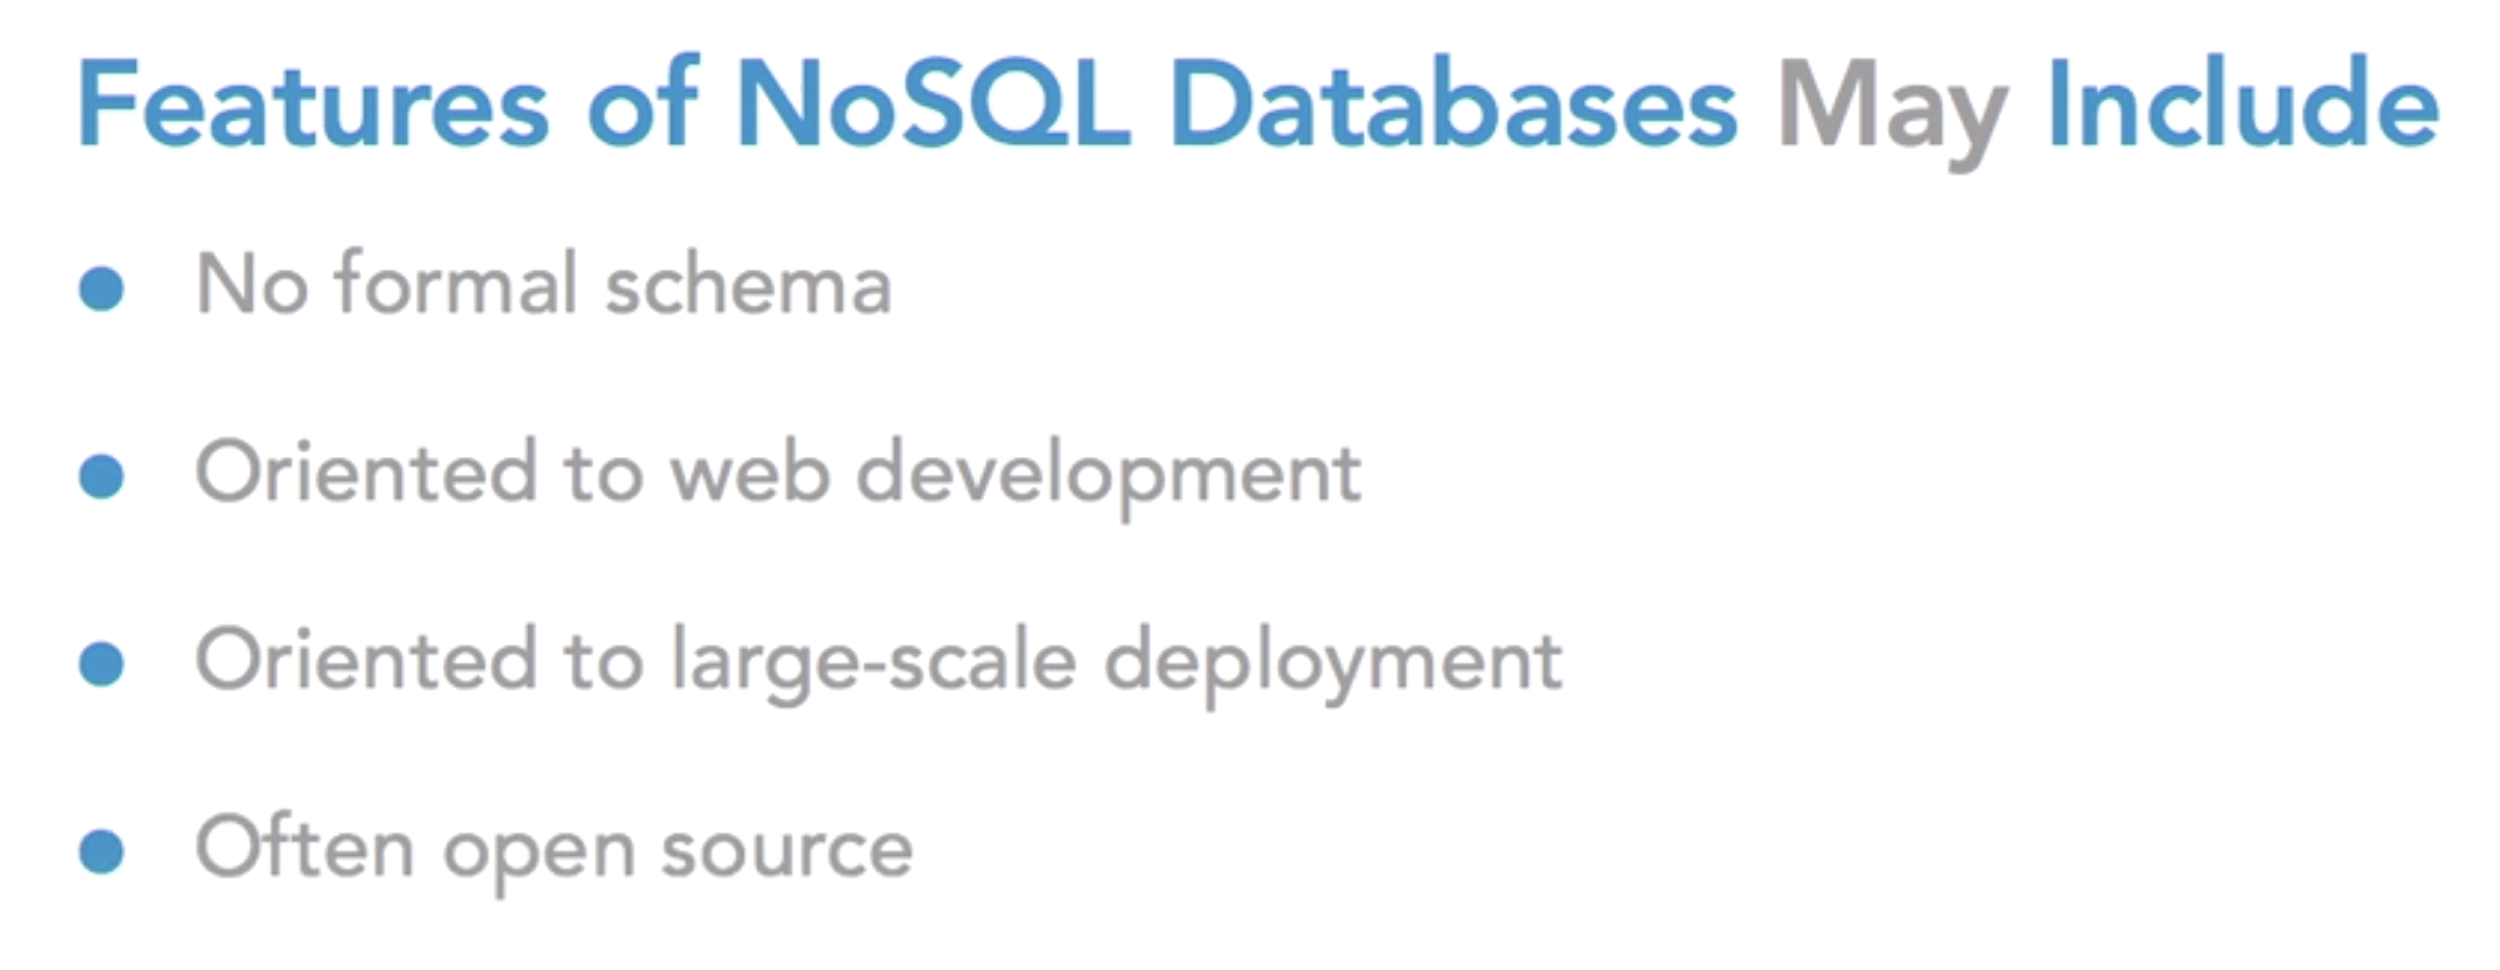 Features of NoSQL Databases May Include
• No formal schema
• Oriented to web development
• Oriented to large-scale deployment
• Often open source